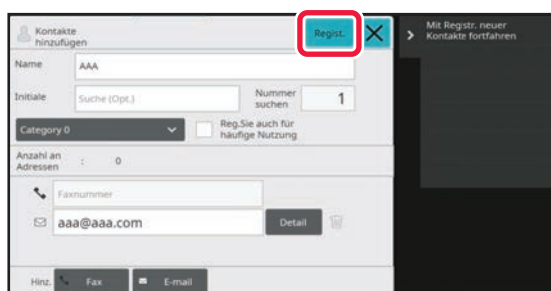 Kontakte
hinzufügen
Regist.
Mit Registr. neuer
Kontakte fortfahren
Name
AAA
Initiale
Suche (Opt.)
Nummer
suchen
1
Category 0
Reg.Sie auch für
häufige Nutzung
Anzahl an
Adressen
:
0
Faxnummer
aaa@aaa.com
Detail
Hinz.
Fax
E-mail